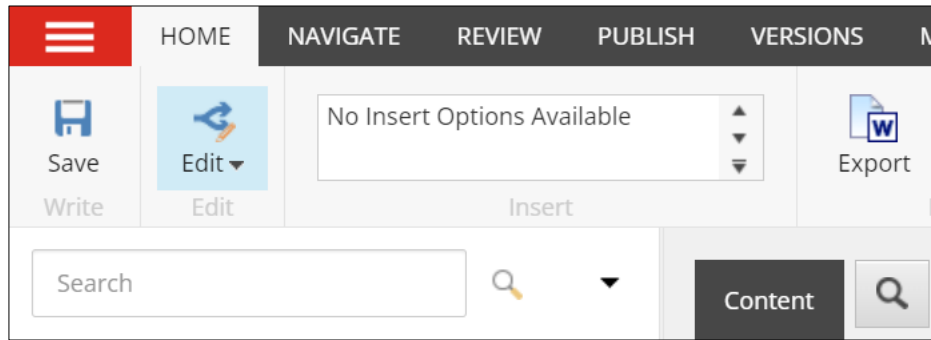 HOME NAVIGATE REVIEW PUBLISH VERSIONS
No Insert Options Available
W
Save Edit Export
Write Edit Insert
Search
Content